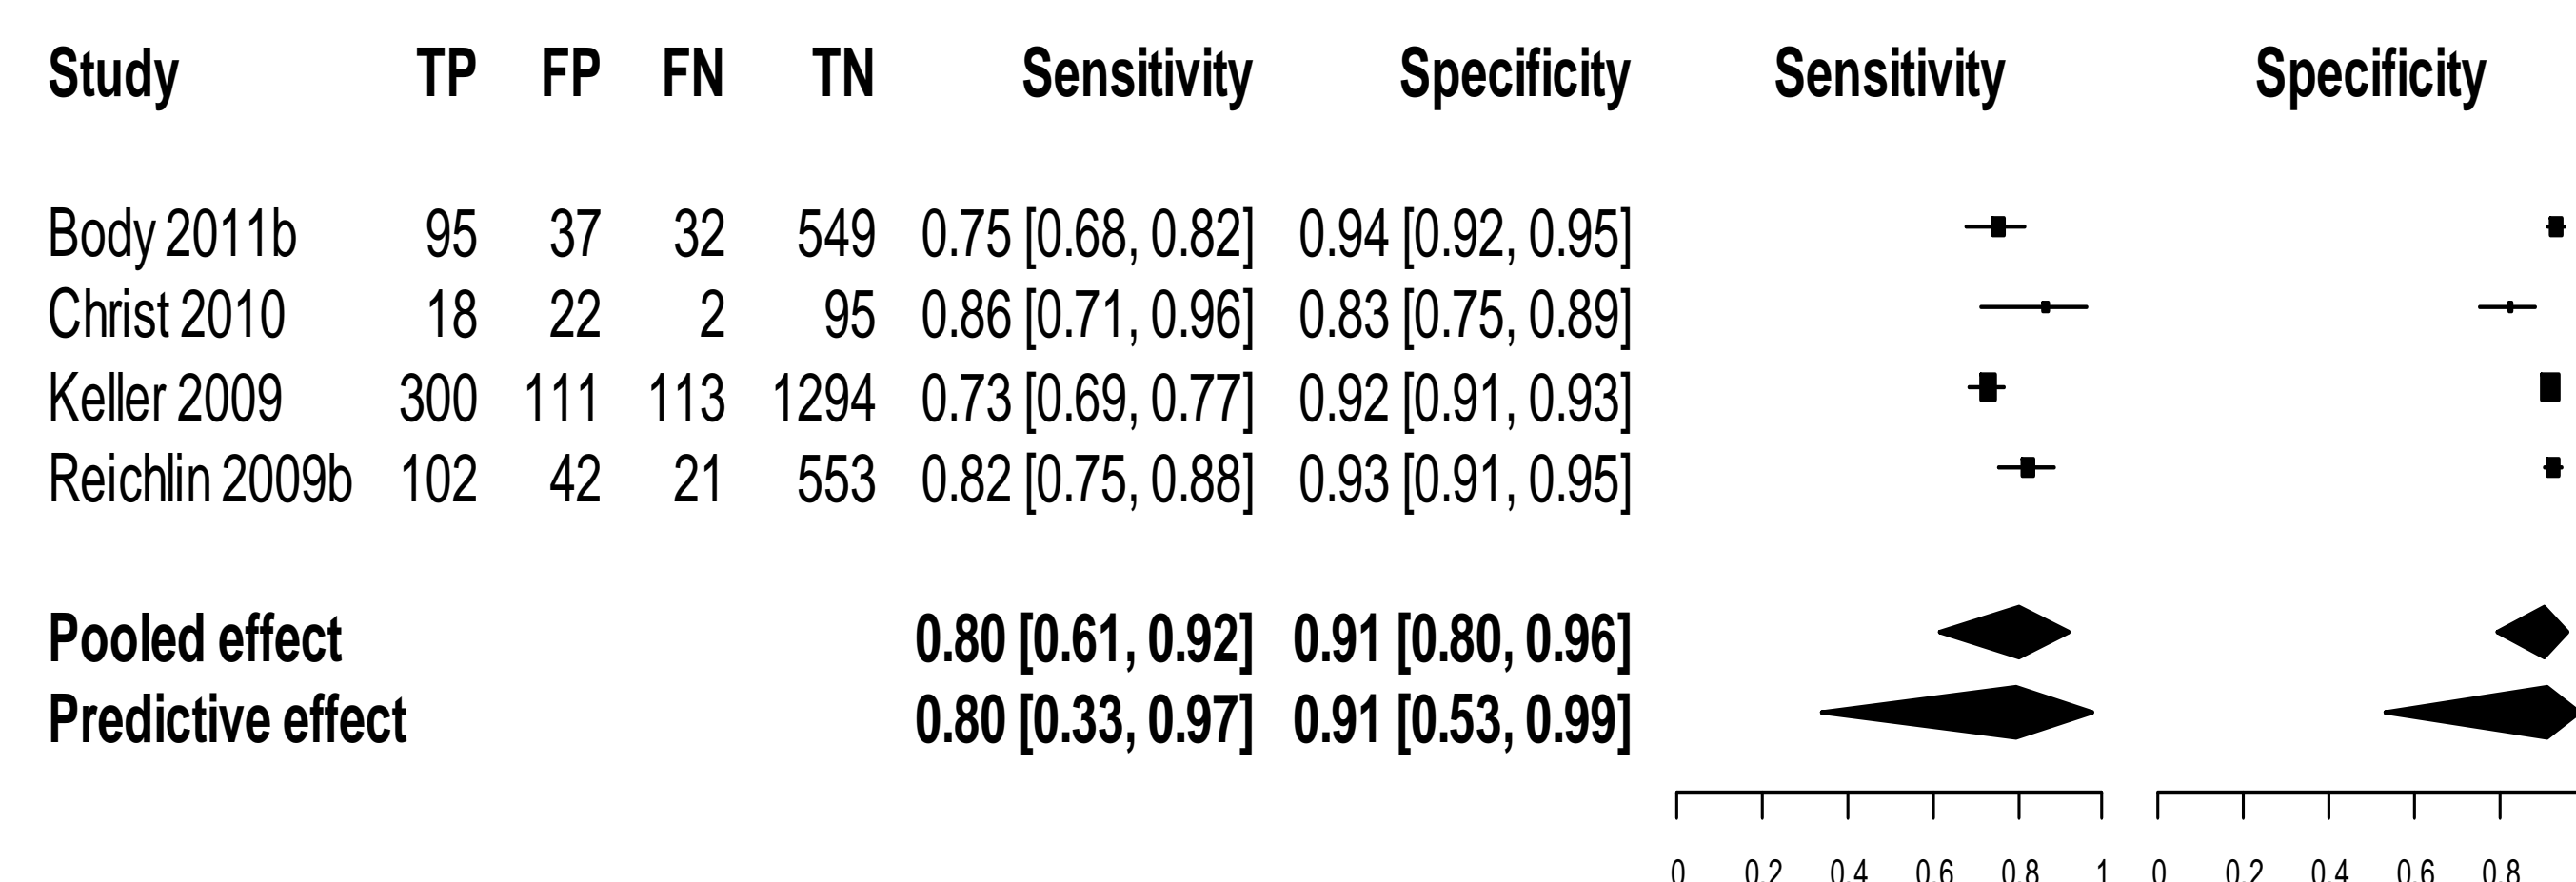 Study TP FP FN TN Sensitivity Specificity Sensitivity Specificity
Body 2011b 95 37 32 549 0.75 [0.68, 0.82] 0.94 [0.92, 0.95]
Christ 2010 18 22 2 95 0.86 [0.71, 0.96] 0.83 [0.75, 0.89]
Keller 2009 300 111 113 1294 0.73 [0.69, 0.77] 0.92 [0.91, 0.93]
Reichlin 2009b 102 42 21 553 0.82 [0.75, 0.88] 0.93 [0.91, 0.95]
Pooled effect 0.80 [0.61, 0.92] 0.91 [0.80, 0.96]
Predictive effect 0.80 [0.33, 0.97] 0.91 [0.53, 0.99]
0 0.2 0.4 0.6 0.8 1 0 0.2 0.4 0.6 0.8